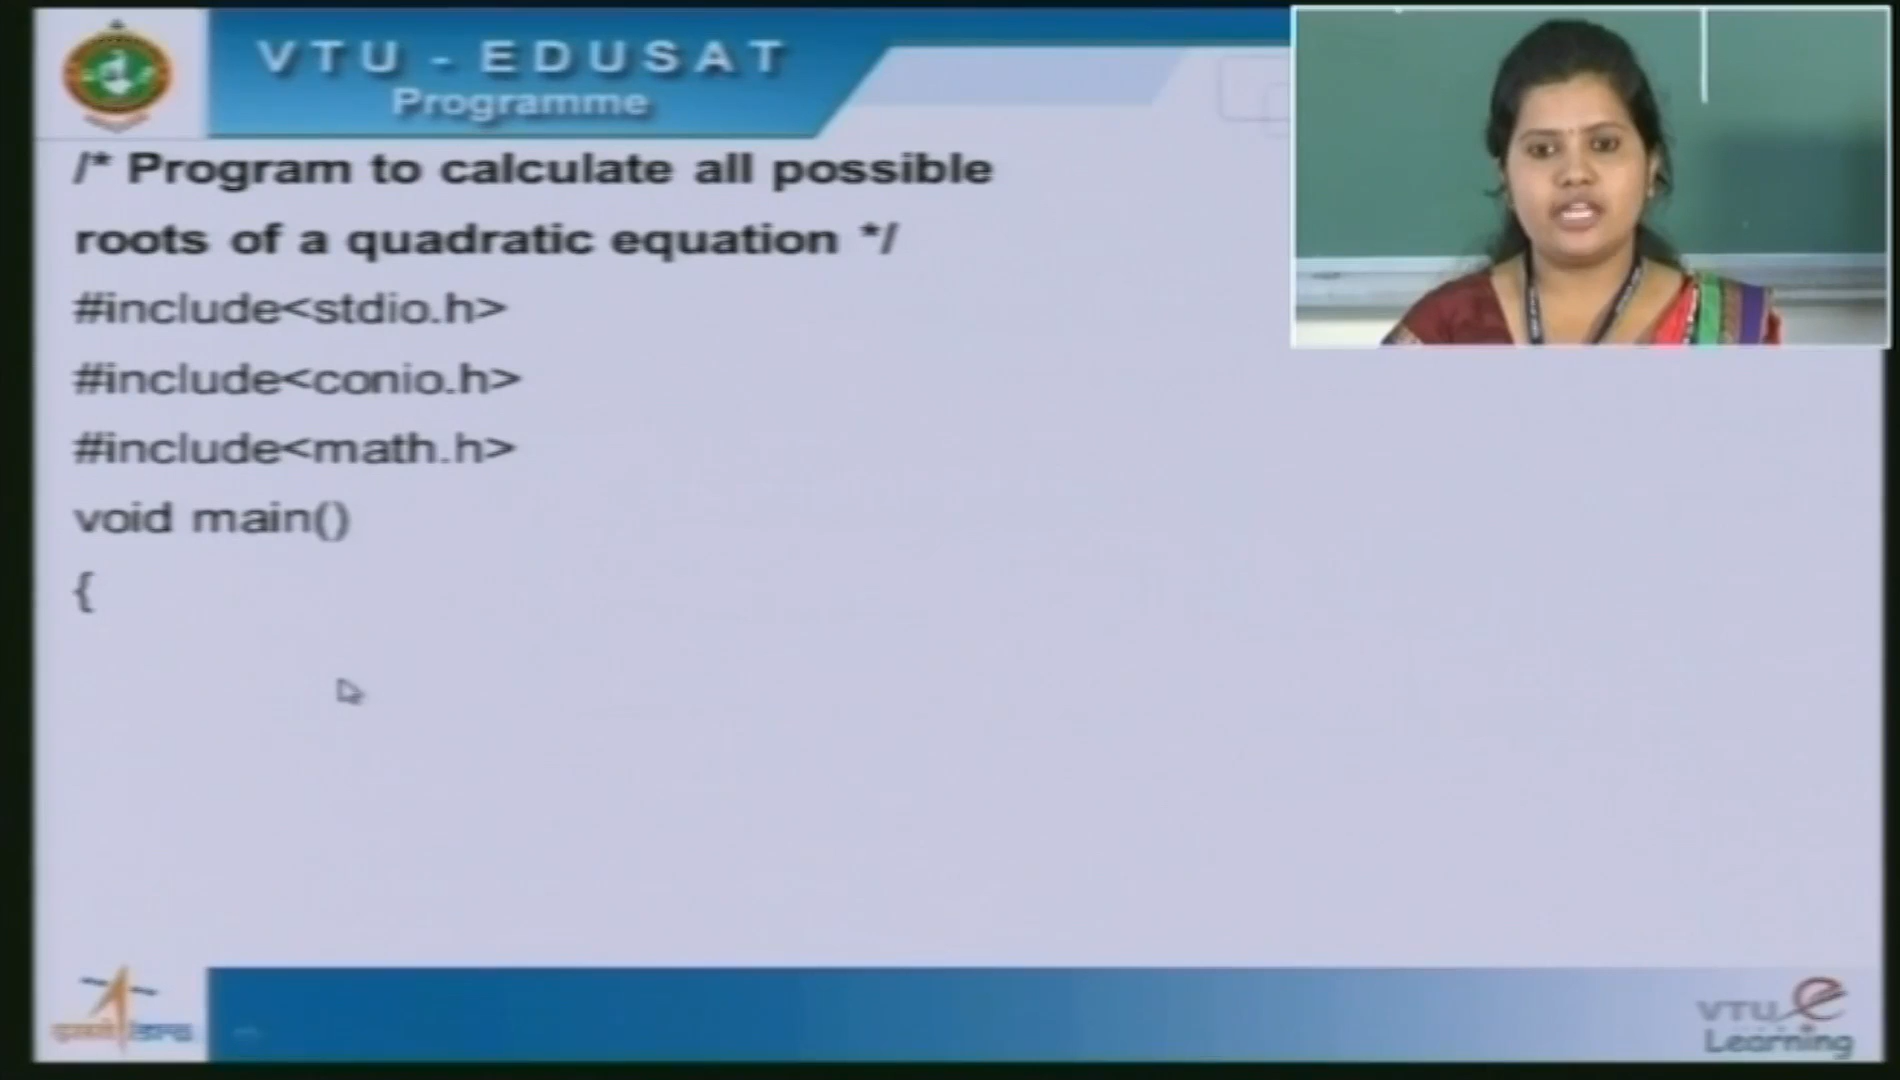 VTU - EDUSAT
Programme
/* Program to calculate all possible
roots of a quadratic equation */
#include<stdio.h>
#include<conio.h>
#include<math.h>
void main()
{
VTU e
Learning